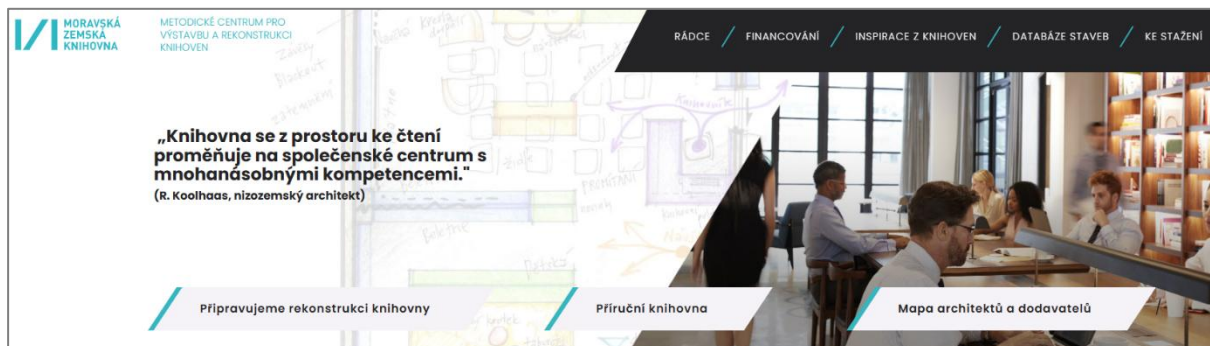 MORAVSKÁ
ZEMSKÁ
KNIHOVNA
METODICKÉ CENTRUM PRO
VÝSTAVBU A REKONSTRUKCI
KNIHOVEN
RÁDCE / FINANCOVÁNÍ / INSPIRACE Z KNIHOVEN / DATABÁZE STAVEB / KE STAŽENÍ
„Knihovna se z prostoru ke čtení
proměňuje na společenské centrum s
mnohanásobnými kompetencemi."
(R. Koolhaas, nizozemský architekt)
Připravujeme rekonstrukci knihovny
Příruční knihovna
Mapa architektů a dodavatelů